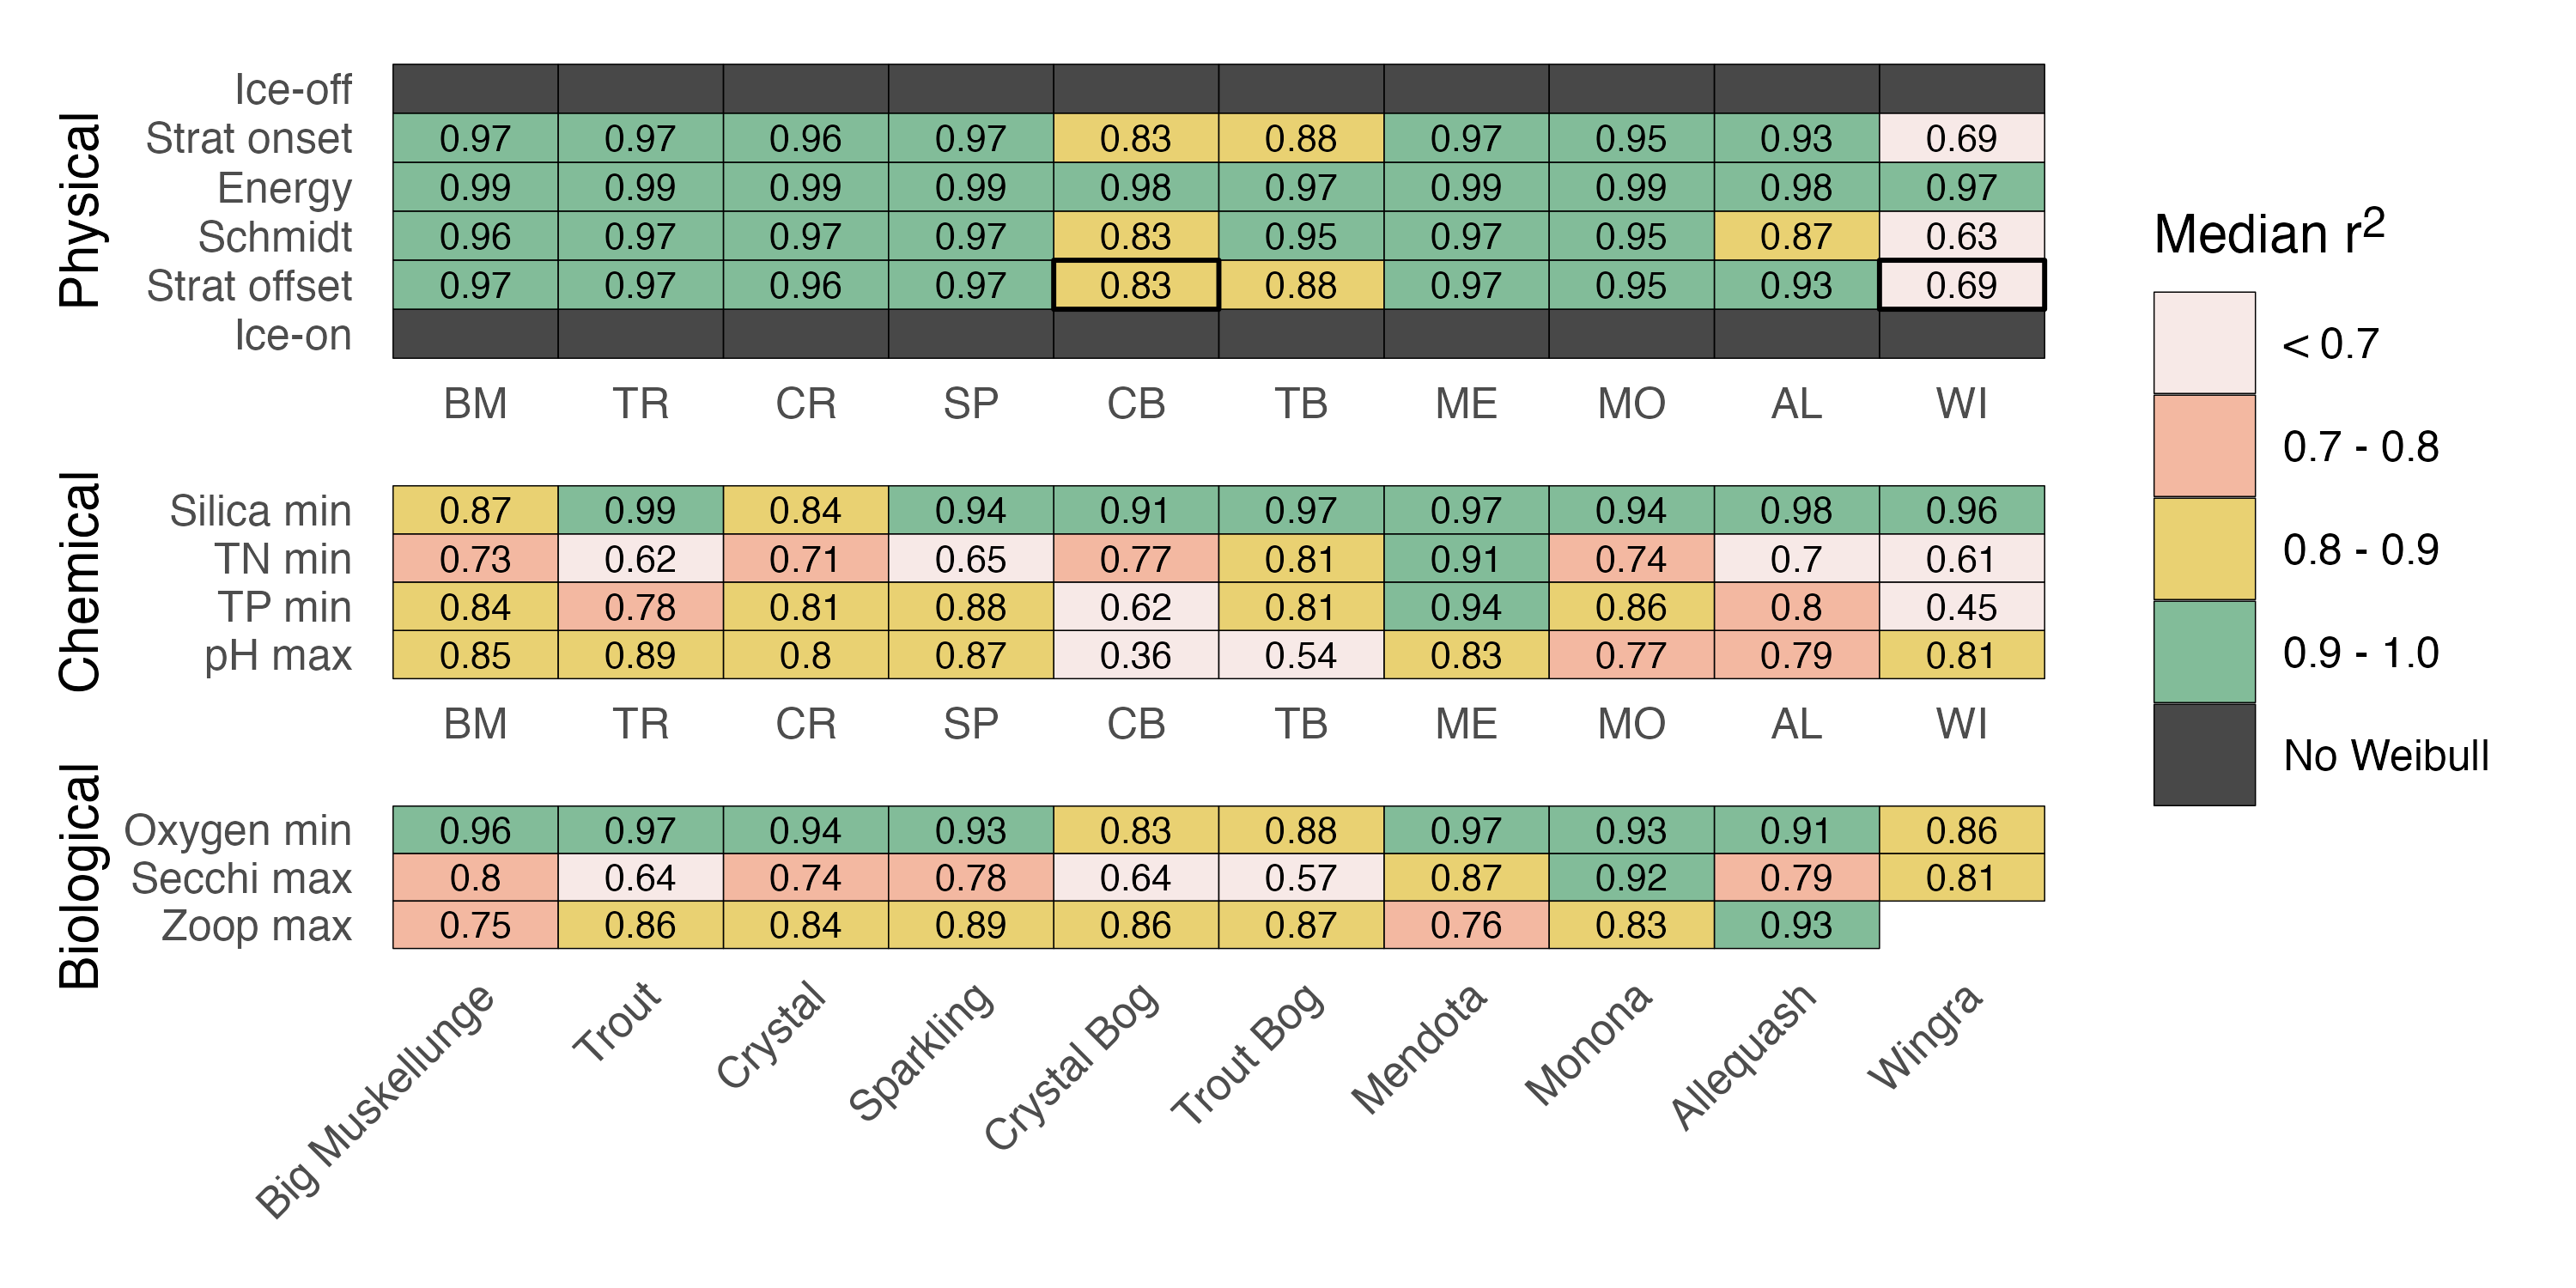 Physical
Ice-off
Strat onset 0.97 0.97 0.96 0.97 0.83 0.88 0.97 0.95 0.93 0.69
Energy 0.99 0.99 0.99 0.99 0.98 0.97 0.99 0.99 0.98 0.97
Schmidt 0.96 0.97 0.97 0.97 0.83 0.95 0.97 0.95 0.87 0.63
Strat offset 0.97 0.97 0.96 0.97 0.83 0.88 0.97 0.95 0.93 0.69
Ice-on
BM TR CR SP CB TB ME MO AL WI
Chemical
Silica min 0.87 0.99 0.84 0.94 0.91 0.97 0.97 0.94 0.98 0.96
TN min 0.73 0.62 0.71 0.65 0.77 0.81 0.91 0.74 0.7 0.61
TP min 0.84 0.78 0.81 0.88 0.62 0.81 0.94 0.86 0.8 0.45
pH max 0.85 0.89 0.8 0.87 0.36 0.54 0.83 0.77 0.79 0.81
BM TR CR SP CB TB ME MO AL WI
Biological
Oxygen min 0.96 0.97 0.94 0.93 0.83 0.88 0.97 0.93 0.91 0.86
Secchi max 0.8 0.64 0.74 0.78 0.64 0.57 0.87 0.92 0.79 0.81
Zoop max 0.75 0.86 0.84 0.89 0.86 0.87 0.76 0.83 0.93
Big Muskellunge
Trout
Crystal
Sparkling
Crystal Bog
Trout Bog
Mendota
Monona
Allequash
Wingra
Median r²
< 0.7
0.7 - 0.8
0.8 - 0.9
0.9 - 1.0
No Weibull